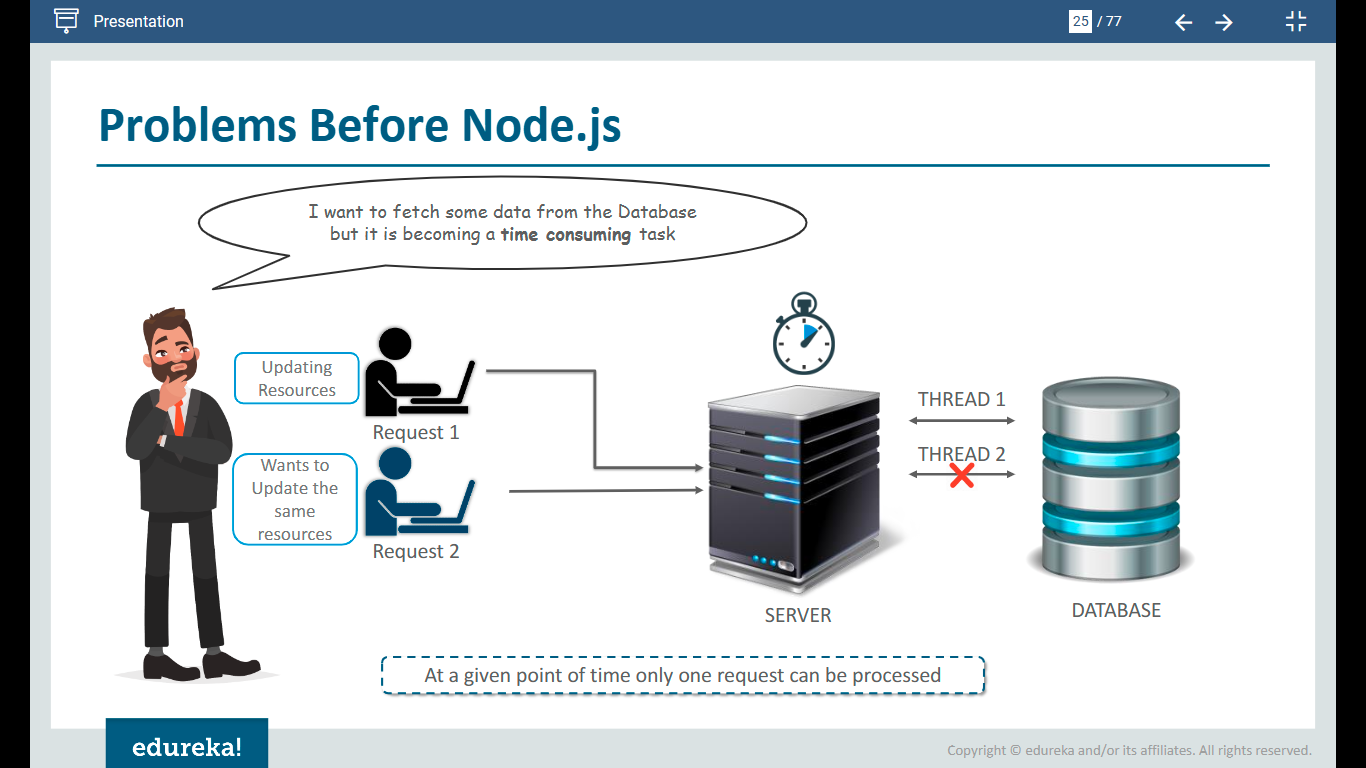 Presentation
25 / 77
Problems Before Node.js
I want to fetch some data from the Database
but it is becoming a time consuming task
Updating
Resources
Request 1
Wants to
Update the
same
resources
Request 2
THREAD 1
THREAD 2
SERVER
DATABASE
At a given point of time only one request can be processed
edureka!
Copyright © edureka and/or its affiliates. All rights reserved.